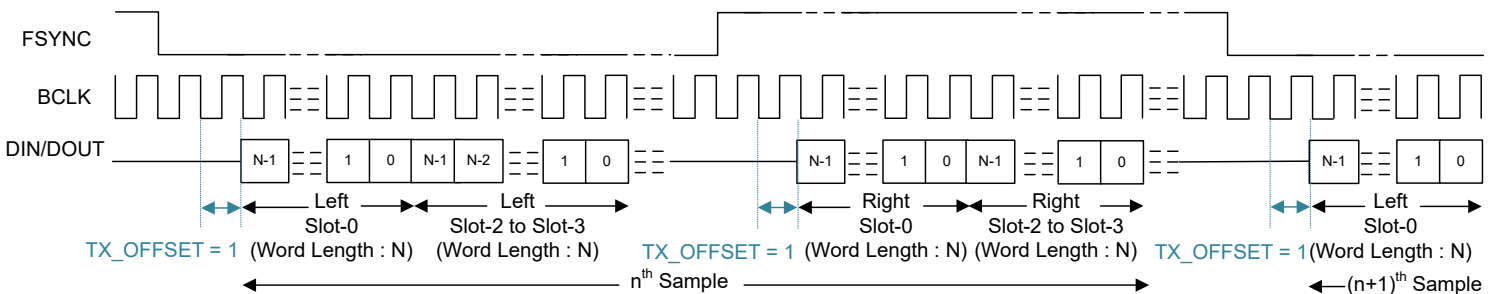 FSYNC
BCLK
DIN/DOUT
N-1 1 0 N-1 N-2 1 0 N-1 1 0 N-1 1 0 N-1 1 0
Left Left Right Right Left
Slot-0 Slot-2 to Slot-3 Slot-0 Slot-2 to Slot-3 Slot-0
TX_OFFSET = 1 (Word Length : N) (Word Length : N) TX_OFFSET = 1 (Word Length : N) (Word Length : N) TX_OFFSET = 1 (Word Length : N)
nth Sample (n+1)th Sample